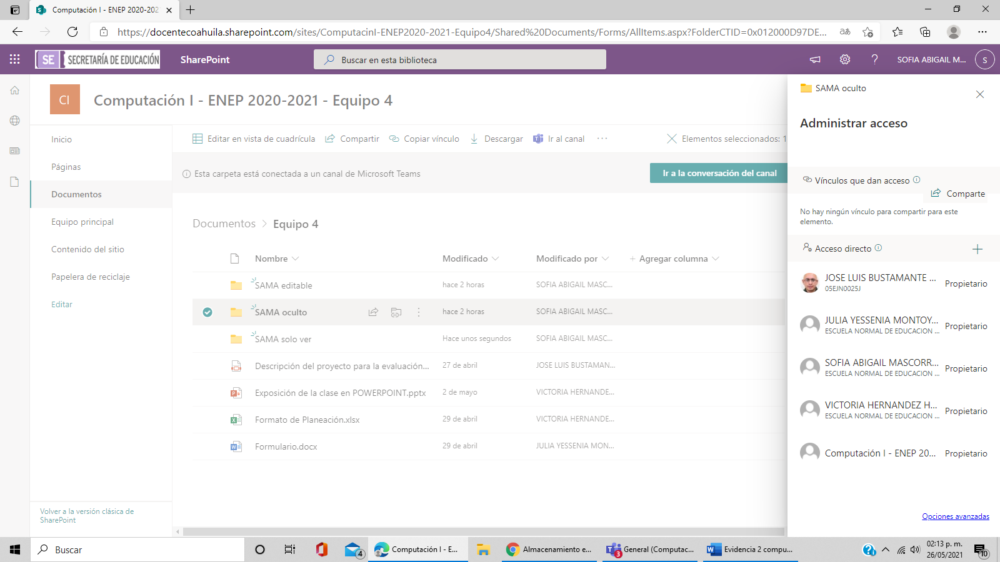 Computación I - ENEP 2020-202
https://docentecoahuila.sharepoint.com/sites/ComputacinI-ENEP2020-2021-Equipo4/Shared%20Documents/Forms/AllItems.aspx?FolderCTID=0x012000D97DE...
SE SECRETARÍA DE EDUCACIÓN
SharePoint
Buscar en esta biblioteca
SOFIA ABIGAIL M...
S
CI
Computación I - ENEP 2020-2021 - Equipo 4
Inicio
Páginas
Documentos
Equipo principal
Contenido del sitio
Papelera de reciclaje
Editar
Volver a la versión clásica de
SharePoint
Editar en vista de cuadrícula
Compartir
Copiar vínculo
Descargar
Ir al canal
Elementos seleccionados: 1
Esta carpeta está conectada a un canal de Microsoft Teams
Ir a la conversación del canal
Documentos > Equipo 4
Nombre Modificado Modificado por + Agregar columna
SAMA editable hace 2 horas SOFIA ABIGAIL MASC...
SAMA oculto hace 2 horas SOFIA ABIGAIL MASC...
SAMA solo ver Hace unos segundos SOFIA ABIGAIL MASC...
Descripción del proyecto para la evaluación... 27 de abril JOSE LUIS BUSTAMAN...
Exposición de la clase en POWERPOINT.pptx 2 de mayo VICTORIA HERNANDE...
Formato de Planeación.xlsx 29 de abril VICTORIA HERNANDE...
Formulario.docx 29 de abril JULIA YESSENIA MON...
SAMA oculto
Administrar acceso
Vínculos que dan acceso
Comparte
No hay ningún vínculo para compartir para este
elemento.
Acceso directo
JOSE LUIS BUSTAMANTE ... Propietario
05EJN0025J
JULIA YESSENIA MONTOY... Propietario
ESCUELA NORMAL DE EDUCACION ...
SOFIA ABIGAIL MASCORR... Propietario
ESCUELA NORMAL DE EDUCACION ...
VICTORIA HERNANDEZ H... Propietario
ESCUELA NORMAL DE EDUCACION ...
Computación I - ENEP 20... Propietario
Opciones avanzadas
Buscar
4
Computación I - E...
Almacenamiento e...
3
General (Computac...
Evidencia 2 compu...
02:13 p. m.
26/05/2021
10